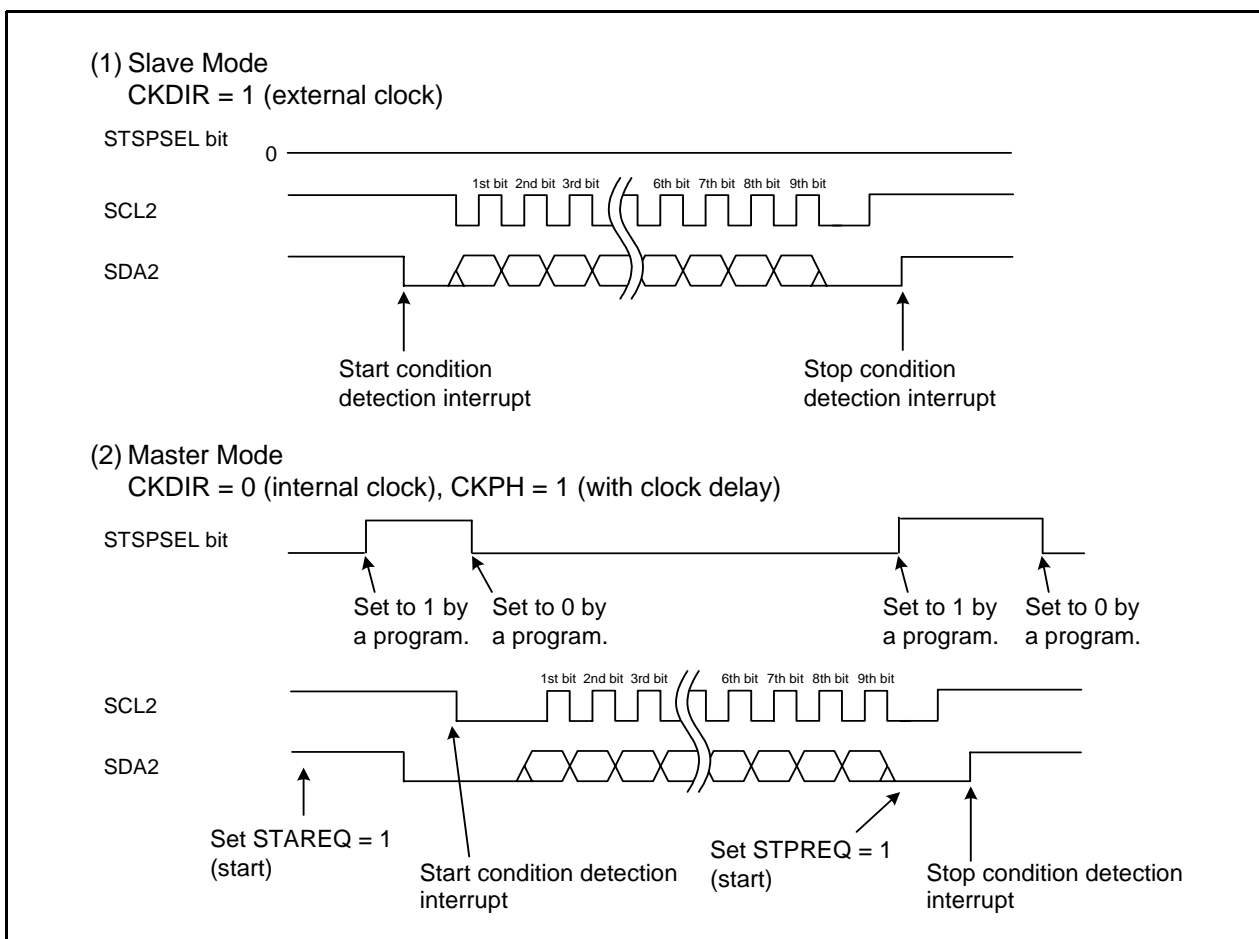 (1) Slave Mode
CKDIR = 1 (external clock)
STSPSEL bit
0
1st bit 2nd bit 3rd bit 6th bit 7th bit 8th bit 9th bit
SCL2
SDA2
Start condition
detection interrupt
Stop condition
detection interrupt
(2) Master Mode
CKDIR = 0 (internal clock), CKPH = 1 (with clock delay)
STSPSEL bit
Set to 1 by
a program.
Set to 0 by
a program.
Set to 1 by
a program.
Set to 0 by
a program.
1st bit 2nd bit 3rd bit 6th bit 7th bit 8th bit 9th bit
SCL2
SDA2
Set STAREQ = 1
(start)
Start condition detection
interrupt
Set STPREQ = 1
(start)
Stop condition detection
interrupt